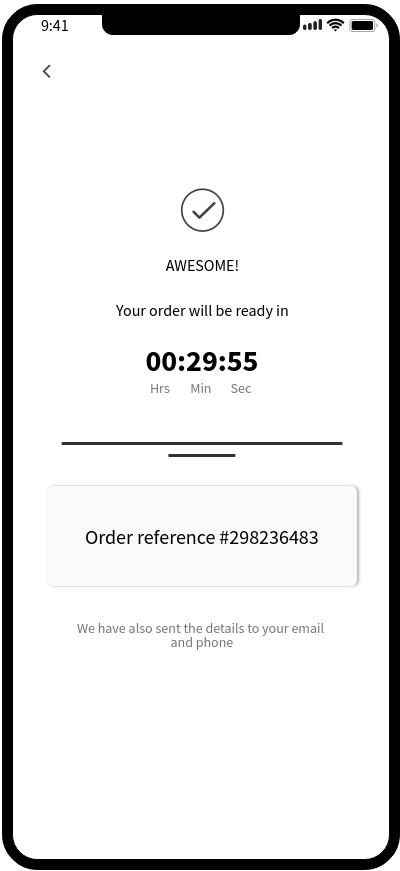 9:41
AWESOME!
Your order will be ready in
00:29:55
Hrs Min Sec
Order reference #298236483
We have also sent the details to your email
and phone